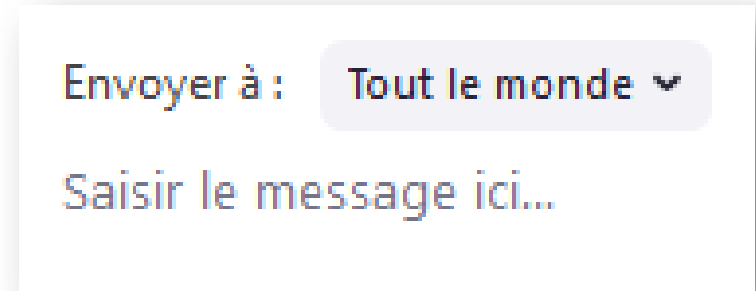 Envoyer à : Tout le monde
Saisir le message ici...